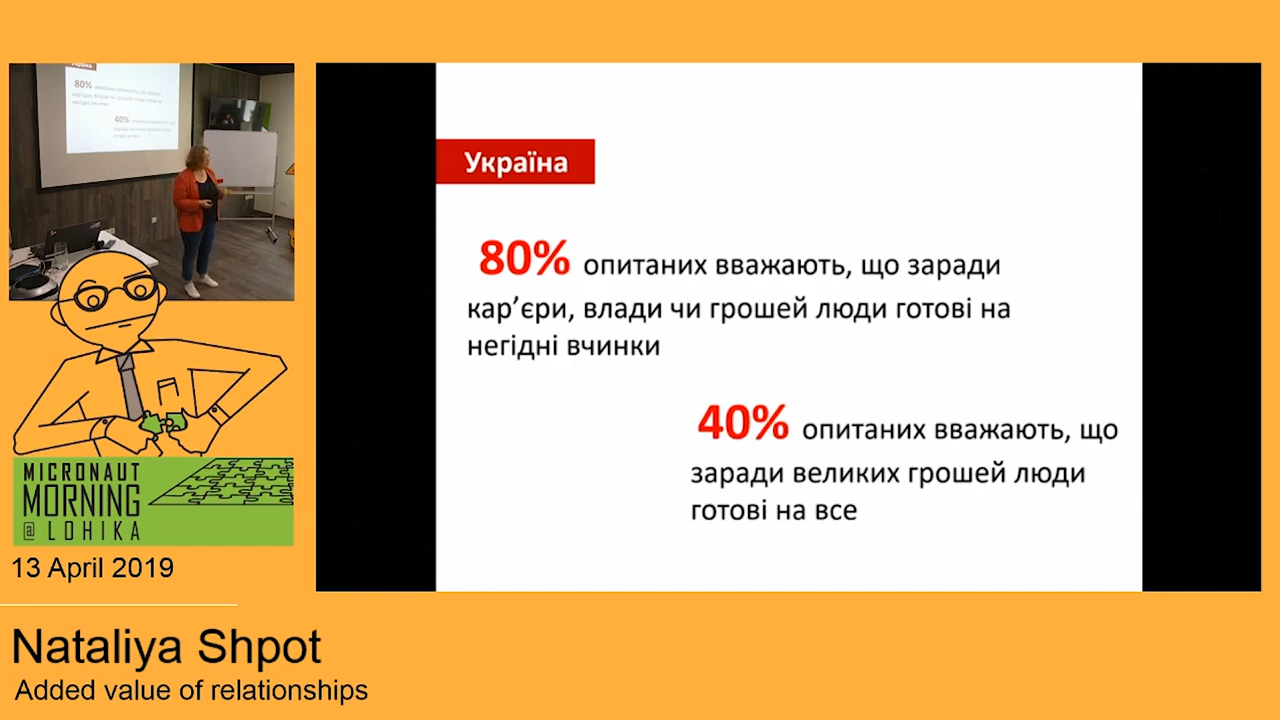 Україна
80% опитаних вважають, що заради
кар’єри, влади чи грошей люди готові на
негідні вчинки
40% опитаних вважають, що
заради великих грошей люди
готові на все
MICRONAUT
MORNING
@LOHIKA
13 April 2019
Nataliya Shpot
Added value of relationships